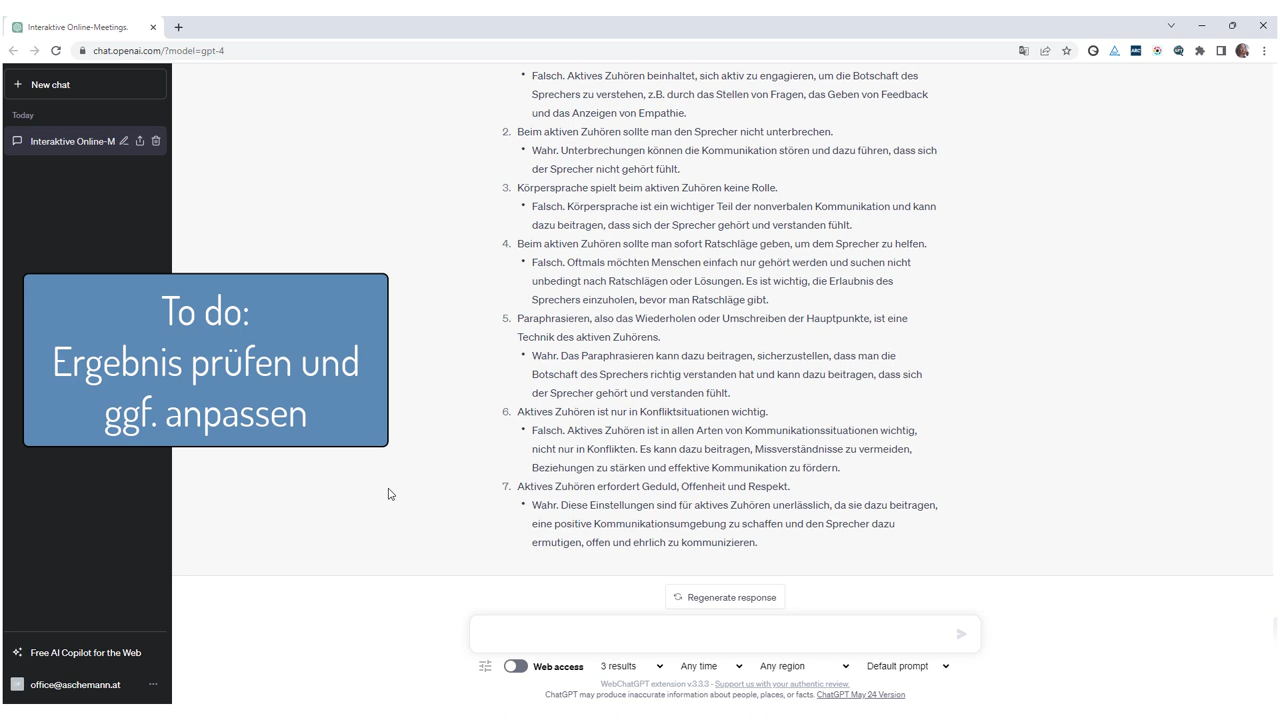 Interaktive Online-Meetings.
chat.openai.com/?model=gpt-4
New chat
Today
Interaktive Online-M
To do:
Ergebnis prüfen und
ggf. anpassen
Free AI Copilot for the Web
office@aschemann.at
• Falsch. Aktives Zuhören beinhaltet, sich aktiv zu engagieren, um die Botschaft des
Sprechers zu verstehen, z.B. durch das Stellen von Fragen, das Geben von Feedback
und das Anzeigen von Empathie.
2. Beim aktiven Zuhören sollte man den Sprecher nicht unterbrechen.
• Wahr. Unterbrechungen können die Kommunikation stören und dazu führen, dass sich
der Sprecher nicht gehört fühlt.
3. Körpersprache spielt beim aktiven Zuhören keine Rolle.
• Falsch. Körpersprache ist ein wichtiger Teil der nonverbalen Kommunikation und kann
dazu beitragen, dass sich der Sprecher gehört und verstanden fühlt.
4. Beim aktiven Zuhören sollte man sofort Ratschläge geben, um dem Sprecher zu helfen.
• Falsch. Oftmals möchten Menschen einfach nur gehört werden und suchen nicht
unbedingt nach Ratschlägen oder Lösungen. Es ist wichtig, die Erlaubnis des
Sprechers einzuholen, bevor man Ratschläge gibt.
5. Paraphrasieren, also das Wiederholen oder Umschreiben der Hauptpunkte, ist eine
Technik des aktiven Zuhörens.
• Wahr. Das Paraphrasieren kann dazu beitragen, sicherzustellen, dass man die
Botschaft des Sprechers richtig verstanden hat und kann dazu beitragen, dass sich
der Sprecher gehört und verstanden fühlt.
6. Aktives Zuhören ist nur in Konfliktsituationen wichtig.
• Falsch. Aktives Zuhören ist in allen Arten von Kommunikationssituationen wichtig,
nicht nur in Konflikten. Es kann dazu beitragen, Missverständnisse zu vermeiden,
Beziehungen zu stärken und effektive Kommunikation zu fördern.
7. Aktives Zuhören erfordert Geduld, Offenheit und Respekt.
• Wahr. Diese Einstellungen sind für aktives Zuhören unerlässlich, da sie dazu beitragen,
eine positive Kommunikationsumgebung zu schaffen und den Sprecher dazu
ermutigen, offen und ehrlich zu kommunizieren.
Regenerate response
Web access 3 results Any time Any region Default prompt
WebChatGPT extension v.3.3.3 - Support us with your authentic review.
ChatGPT may produce inaccurate information about people, places, or facts. ChatGPT May 24 Version